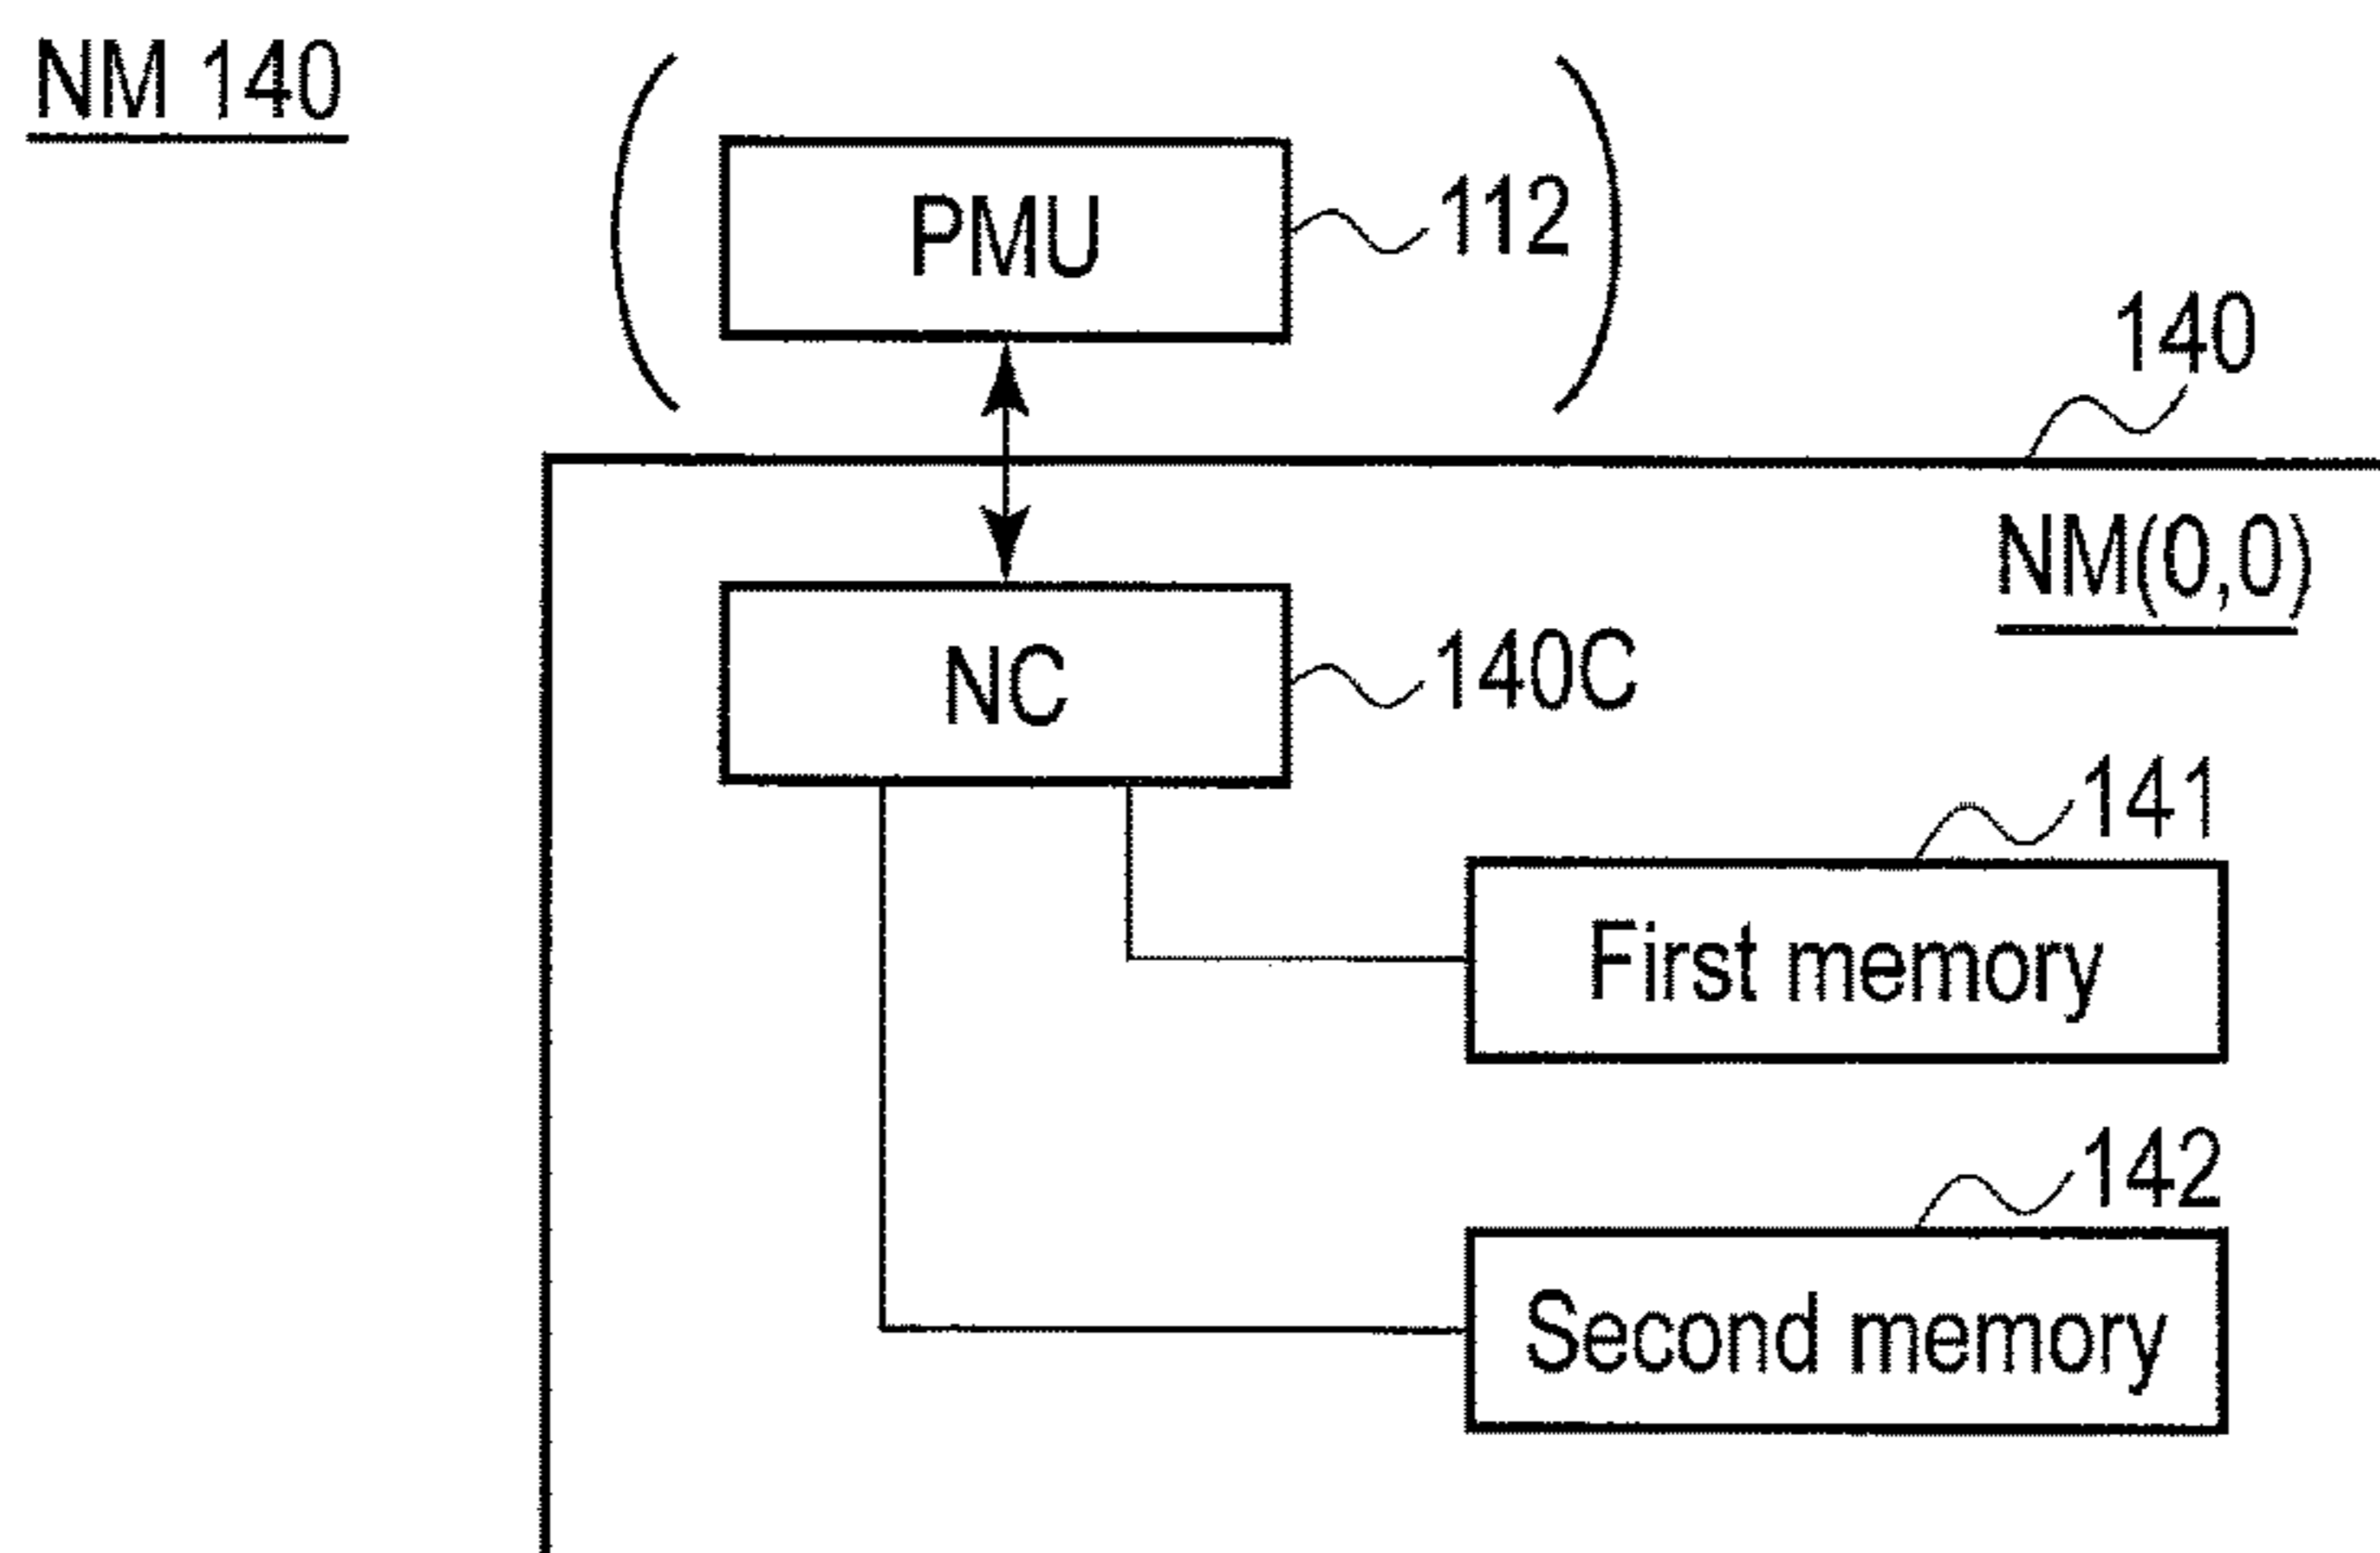 NM 140
PMU
112
140
NM(0,0)
NC
140C
141
First memory
142
Second memory